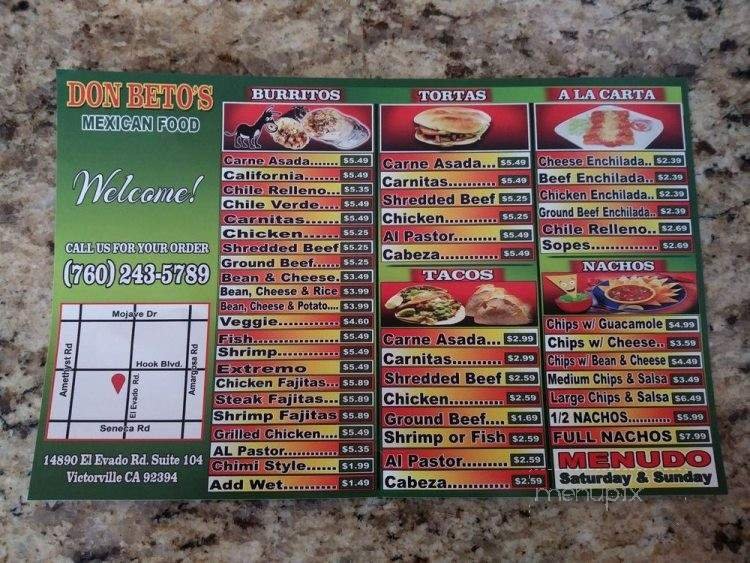 DON BETO'S
MEXICAN FOOD
Welcome!
CALL US FOR YOUR ORDER
(760) 243-5789
Mojave Dr
Amethyst Rd
Hook Blvd.
El Evado Rd.
Amargosa Rd
Seneca Rd
14890 El Evado Rd. Suite 104
Victorville CA 92394
BURRITOS
Carne Asada........ $5.49
California............ $5.49
Chile Relleno...... $5.35
Chile Verde......... $5.49
Carnitas.............. $5.49
Chicken.............. $5.25
Shredded Beef $5.25
Ground Beef...... $5.25
Bean & Cheese. $3.49
Bean, Cheese & Rice $3.99
Bean, Cheese & Potato.... $3.99
Veggie................ $4.60
Fish.................... $5.49
Shrimp............... $5.49
Extremo $5.49
Chicken Fajitas... $5.89
Steak Fajitas...... $5.89
Shrimp Fajitas $5.89
Grilled Chicken.... $5.49
AL Pastor............ $5.35
Chimi Style........ $1.99
Add Wet............. $1.49
TORTAS
Carne Asada... $5.49
Carnitas........... $5.49
Shredded Beef $5.25
Chicken........... $5.25
Al Pastor......... $5.49
Cabeza............ $5.49
TACOS
Carne Asada... $2.99
Carnitas........... $2.99
Shredded Beef $2.59
Chicken........... $2.59
Ground Beef.... $1.69
Shrimp or Fish $2.59
Al Pastor......... $2.59
Cabeza............ $2.59
A LA CARTA
Cheese Enchilada.. $2.39
Beef Enchilada..... $2.39
Chicken Enchilada.. $2.39
Ground Beef Enchilada.. $2.39
Chile Relleno....... $2.69
Sopes................. $2.69
NACHOS
Chips w/ Guacamole $4.99
Chips w/ Cheese.. $3.59
Chips w/ Bean & Cheese $4.49
Medium Chips & Salsa $3.49
Large Chips & Salsa $6.49
1/2 NACHOS............ $5.99
FULL NACHOS $7.99
MENUDO
Saturday & Sunday
menupix